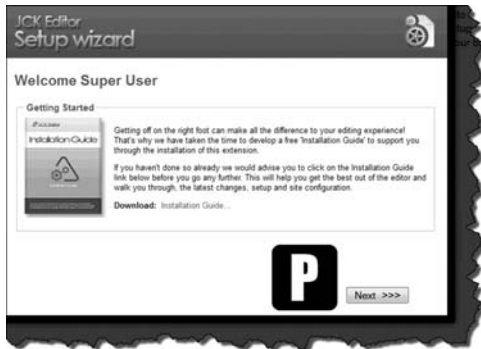 JCK Editor
Setup wizard
Welcome Super User
Getting Started
Installation Guide
Getting off on the right foot can make all the difference to your editing experience!
That's why we have taken the time to develop a free 'Installation Guide' to support you
through the installation of this extension.
If you haven't done so already we would advise you to click on the Installation Guide
link below before you go any further. This will help you get the best out of the editor and
walk you through, the latest changes, setup and site configuration.
Download: Installation Guide...
P
Next >>>